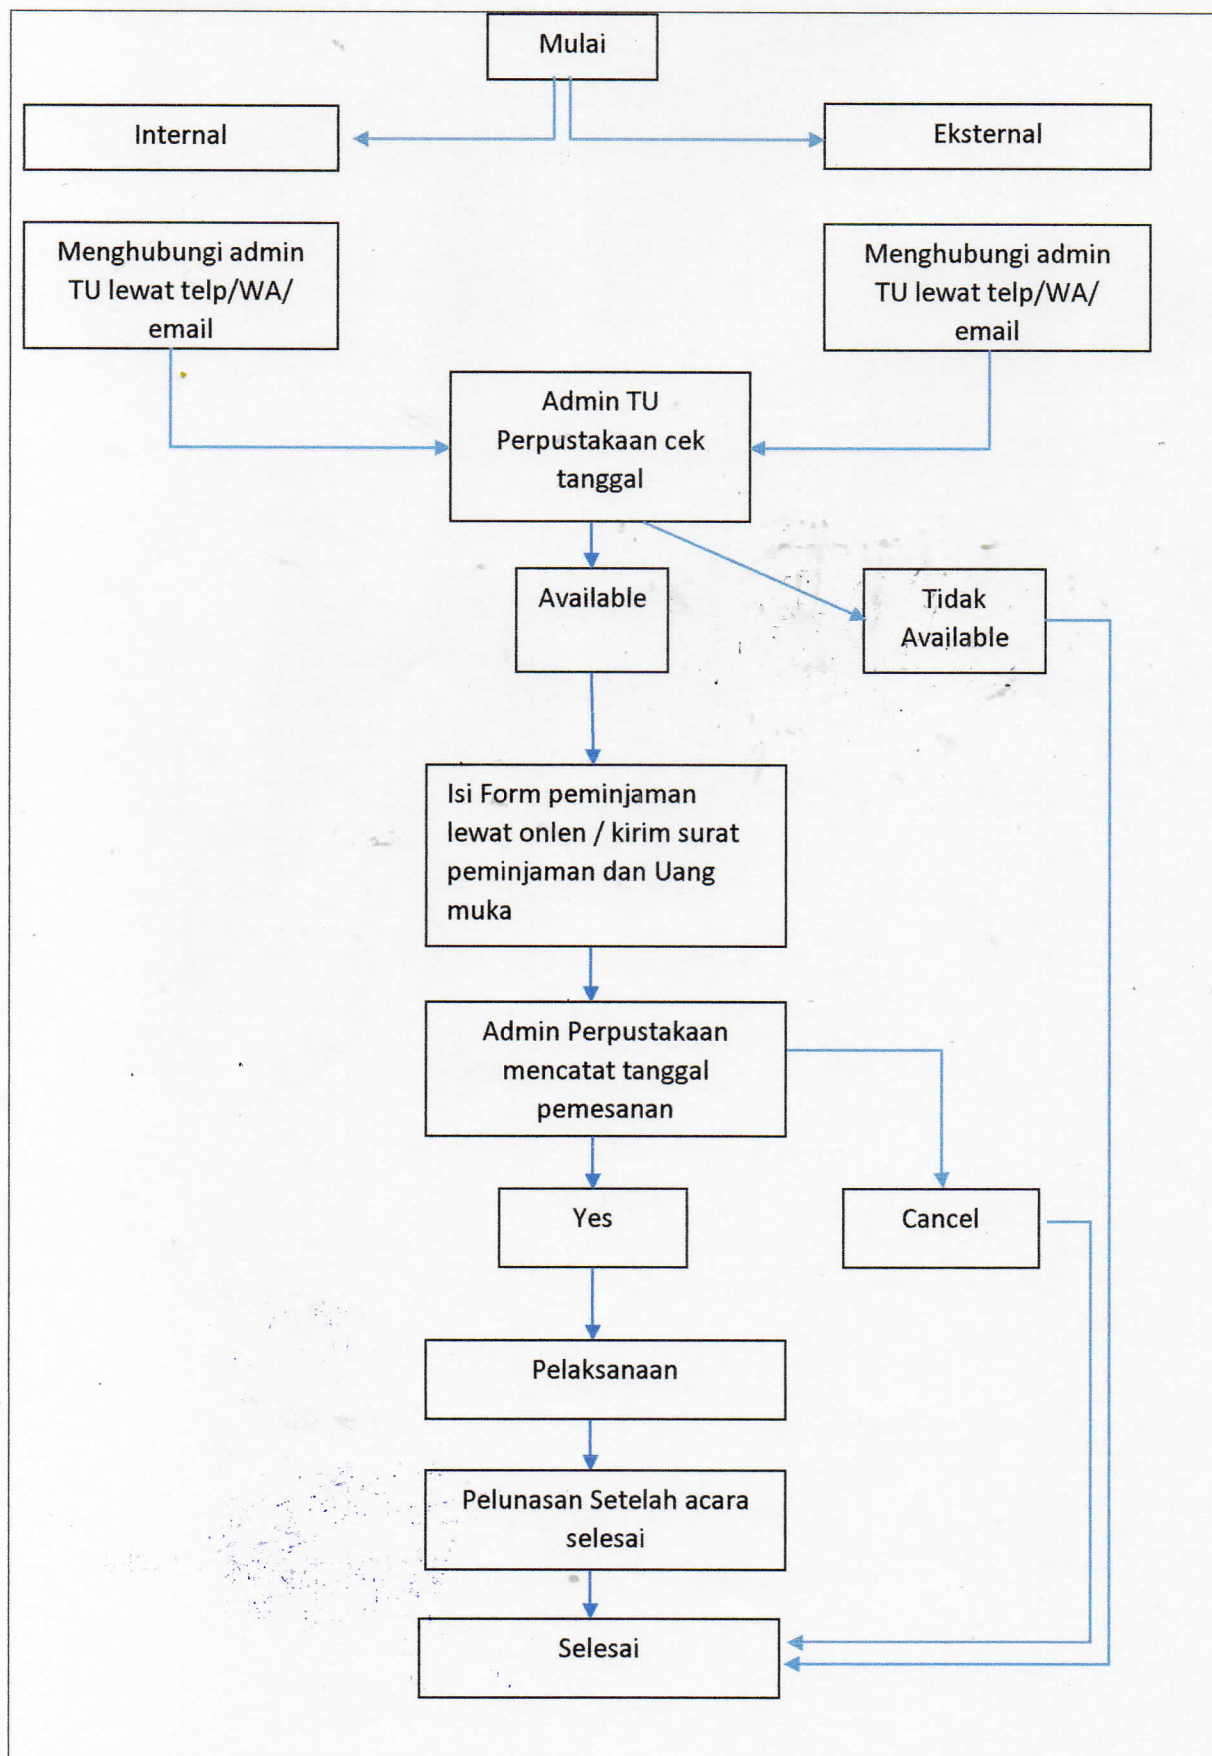 Mulai
Internal
Eksternal
Menghubungi admin
TU lewat telp/WA/
email
Menghubungi admin
TU lewat telp/WA/
email
Admin TU
Perpustakaan cek
tanggal
Available
Tidak
Available
Isi Form peminjaman
lewat onlen / kirim surat
peminjaman dan Uang
muka
Admin Perpustakaan
mencatat tanggal
pemesanan
Yes
Cancel
Pelaksanaan
Pelunasan Setelah acara
selesai
Selesai